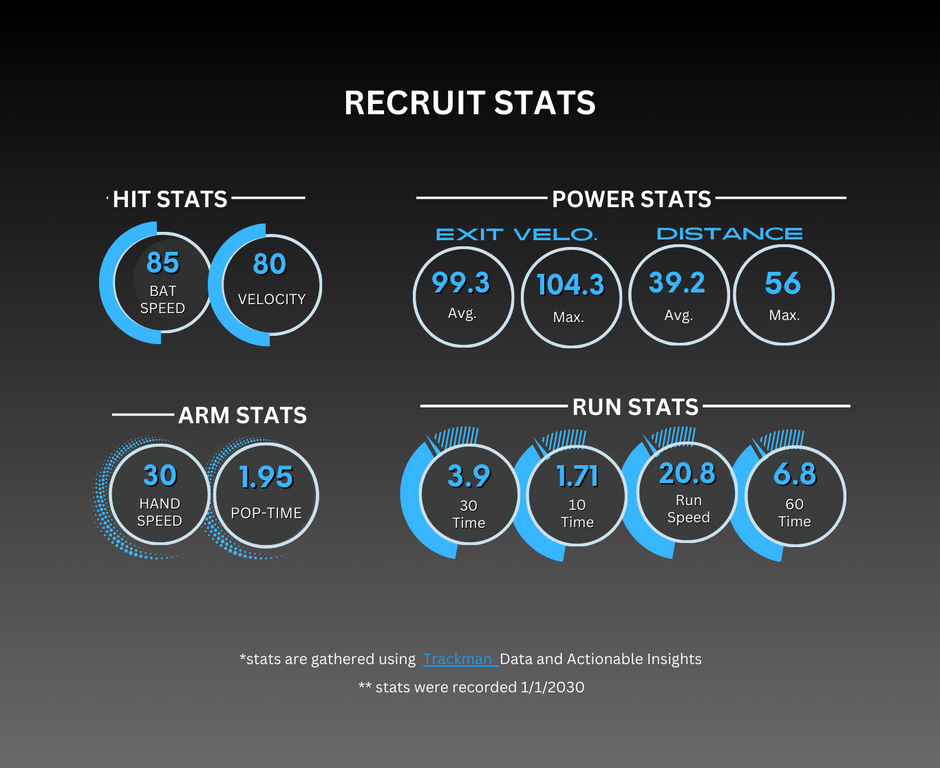 RECRUIT STATS
HIT STATS
85
BAT
SPEED
80
VELOCITY
POWER STATS
EXIT VELO.
DISTANCE
99.3
Avg.
104.3
Max.
39.2
Avg.
56
Max.
ARM STATS
30
HAND
SPEED
1.95
POP-TIME
RUN STATS
3.9
30
Time
1.71
10
Time
20.8
Run
Speed
6.8
60
Time
*stats are gathered using Trackman Data and Actionable Insights
** stats were recorded 1/1/2030